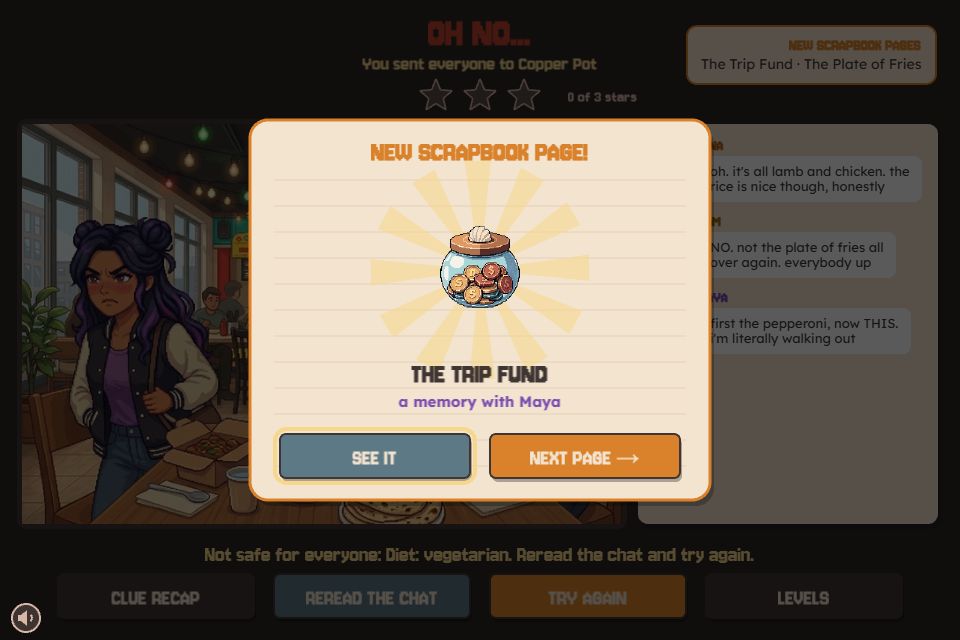 OH NO...
You sent everyone to Copper Pot
0 of 3 stars
NEW SCRAPBOOK PAGES
The Trip Fund · The Plate of Fries
NEW SCRAPBOOK PAGE!
THE TRIP FUND
a memory with Maya
SEE IT
NEXT PAGE →
oh. it's all lamb and chicken. the
rice is nice though, honestly
NO. not the plate of fries all
over again. everybody up
first the pepperoni, now THIS.
i'm literally walking out
Not safe for everyone: Diet: vegetarian. Reread the chat and try again.
CLUE RECAP
REREAD THE CHAT
TRY AGAIN
LEVELS